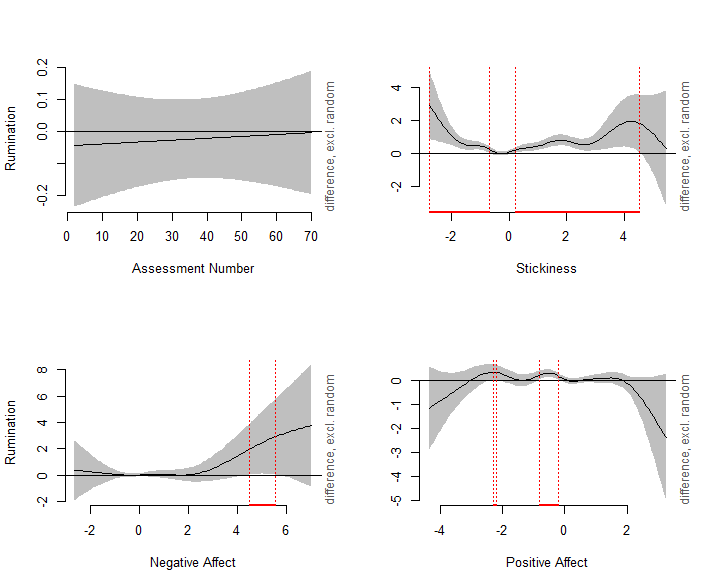 0.2
0.1
0.0
-0.2
Rumination
0 10 20 30 40 50 60 70
Assessment Number
difference, excl. random
4
2
0
-2
-2 0 2 4
Stickiness
difference, excl. random
8
6
4
2
0
-2
Rumination
-2 0 2 4 6
Negative Affect
difference, excl. random
0
-1
-2
-3
-4
-5
-4 -2 0 2
Positive Affect
difference, excl. random